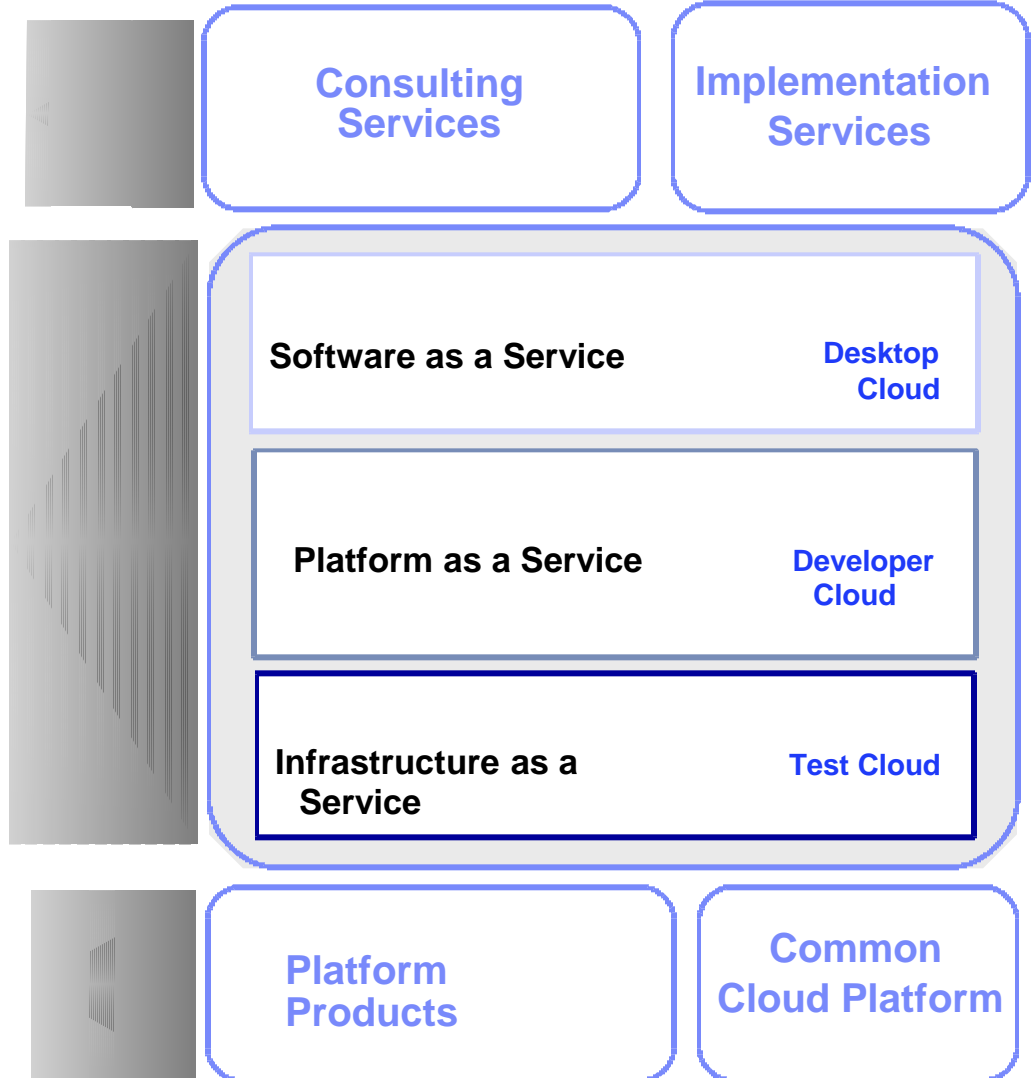 Consulting
Services
Implementation
Services
Software as a Service
Desktop
Cloud
Platform as a Service
Developer
Cloud
Infrastructure as a
Service
Test Cloud
Platform
Products
Common
Cloud Platform